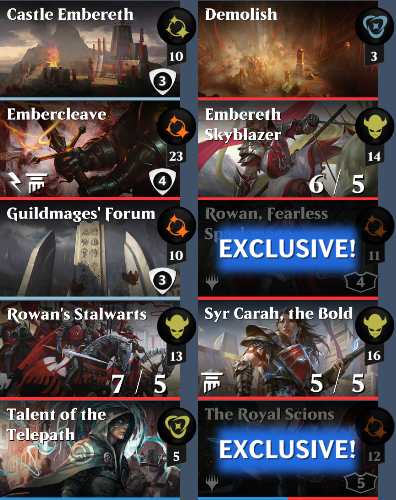 Castle Embereth
10
3
Demolish
3
Embercleave
23
4
Embereth
Skyblazer
14
6 / 5
Guildmages' Forum
10
3
Rowan, Fearless
EXCLUSIVE!
11
4
Rowan's Stalwarts
13
7 / 5
Syr Carah, the Bold
16
5 / 5
Talent of the
Telepath
5
The Royal Scions
EXCLUSIVE!
12
5